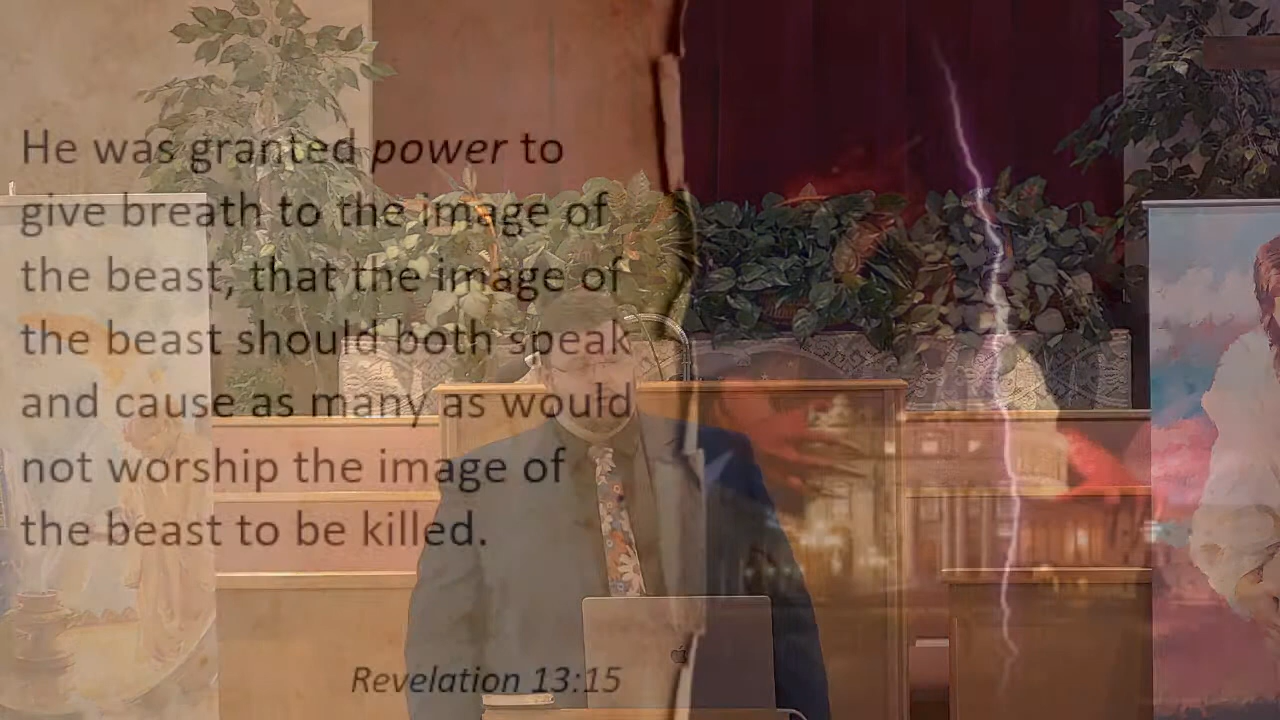 He was granted power to
give breath to the image of
the beast, that the image of
the beast should both speak
and cause as many as would
not worship the image of
the beast to be killed.
Revelation 13:15